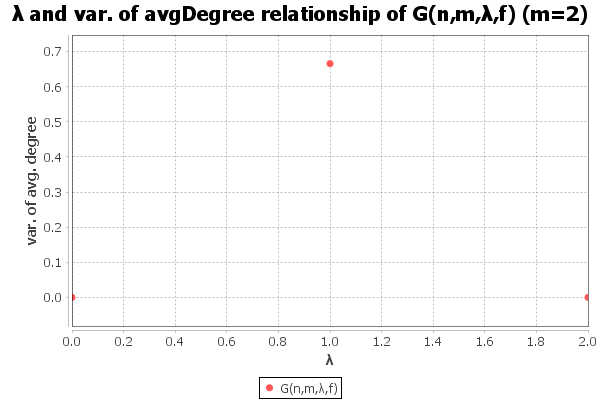 λ and var. of avgDegree relationship of G(n,m,λ,f) (m=2)
0.7
0.6
0.5
0.4
0.3
0.2
0.1
0.0
var. of avg. degree
0.0 0.2 0.4 0.6 0.8 1.0 1.2 1.4 1.6 1.8 2.0
λ
G(n,m,λ,f)